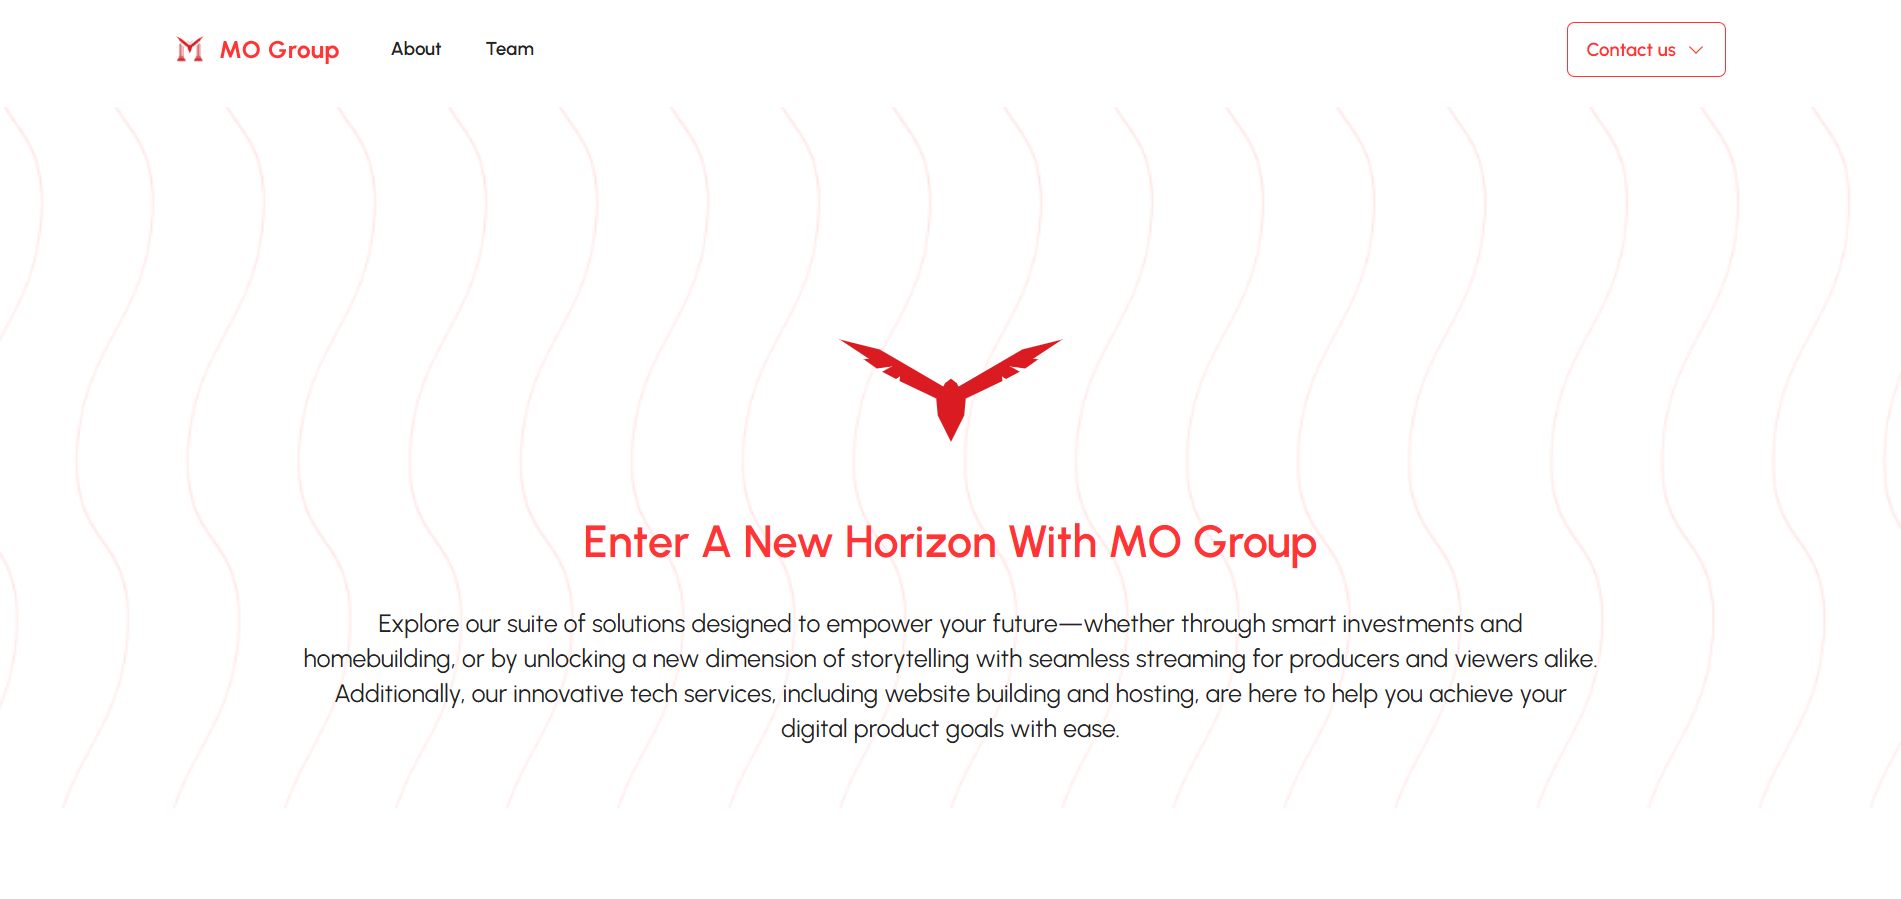 MO Group
About
Team
Contact us
Enter A New Horizon With MO Group
Explore our suite of solutions designed to empower your future—whether through smart investments and
homebuilding, or by unlocking a new dimension of storytelling with seamless streaming for producers and viewers alike.
Additionally, our innovative tech services, including website building and hosting, are here to help you achieve your
digital product goals with ease.